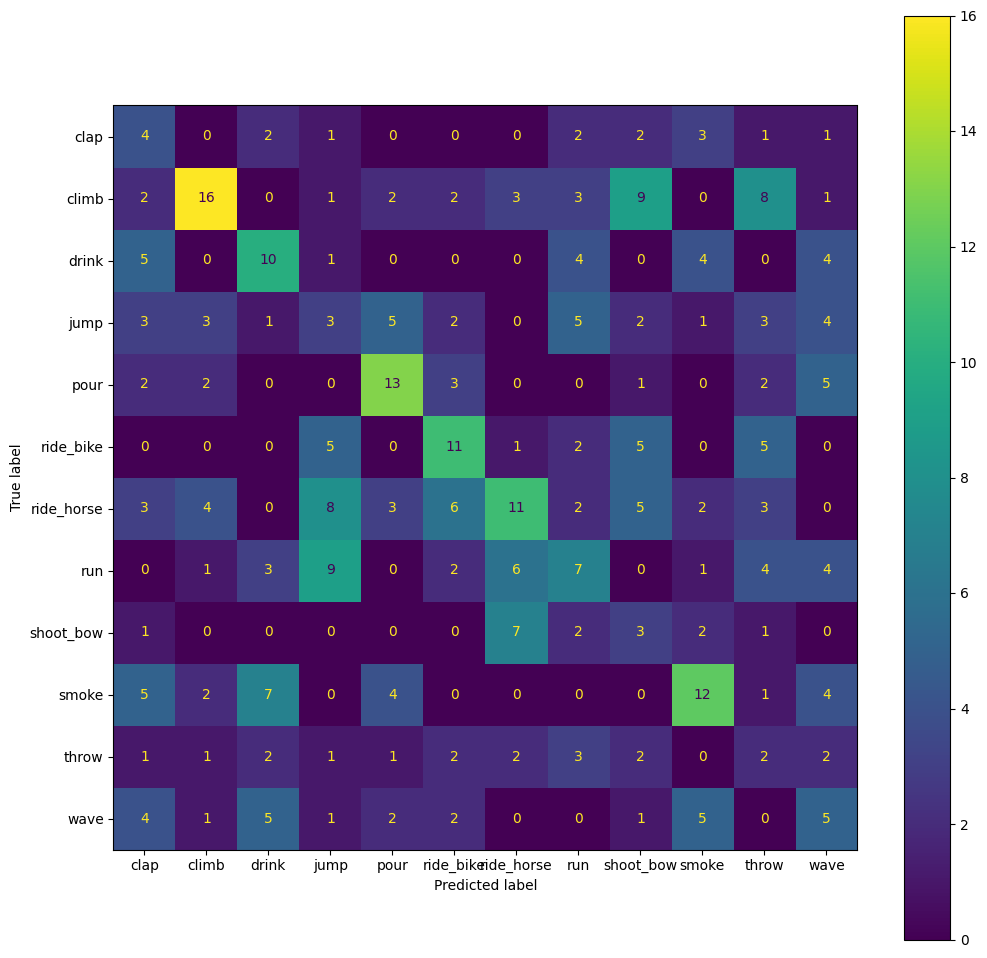 clap 4 0 2 1 0 0 0 2 2 3 1 1
climb 2 16 0 1 2 2 3 3 9 0 8 1
drink 5 0 10 1 0 0 0 4 0 4 0 4
jump 3 3 1 3 5 2 0 5 2 1 3 4
pour 2 2 0 0 13 3 0 0 1 0 2 5
ride_bike 0 0 0 5 0 11 1 2 5 0 5 0
ride_horse 3 4 0 8 3 6 11 2 5 2 3 0
run 0 1 3 9 0 2 6 7 0 1 4 4
shoot_bow 1 0 0 0 0 0 7 2 3 2 1 0
smoke 5 2 7 0 4 0 0 0 0 12 1 4
throw 1 1 2 1 1 2 2 3 2 0 2 2
wave 4 1 5 1 2 2 0 0 1 5 0 5
clap climb drink jump pour ride_bike ride_horse run shoot_bow smoke throw wave
Predicted label
True label
16
14
12
10
8
6
4
2
0